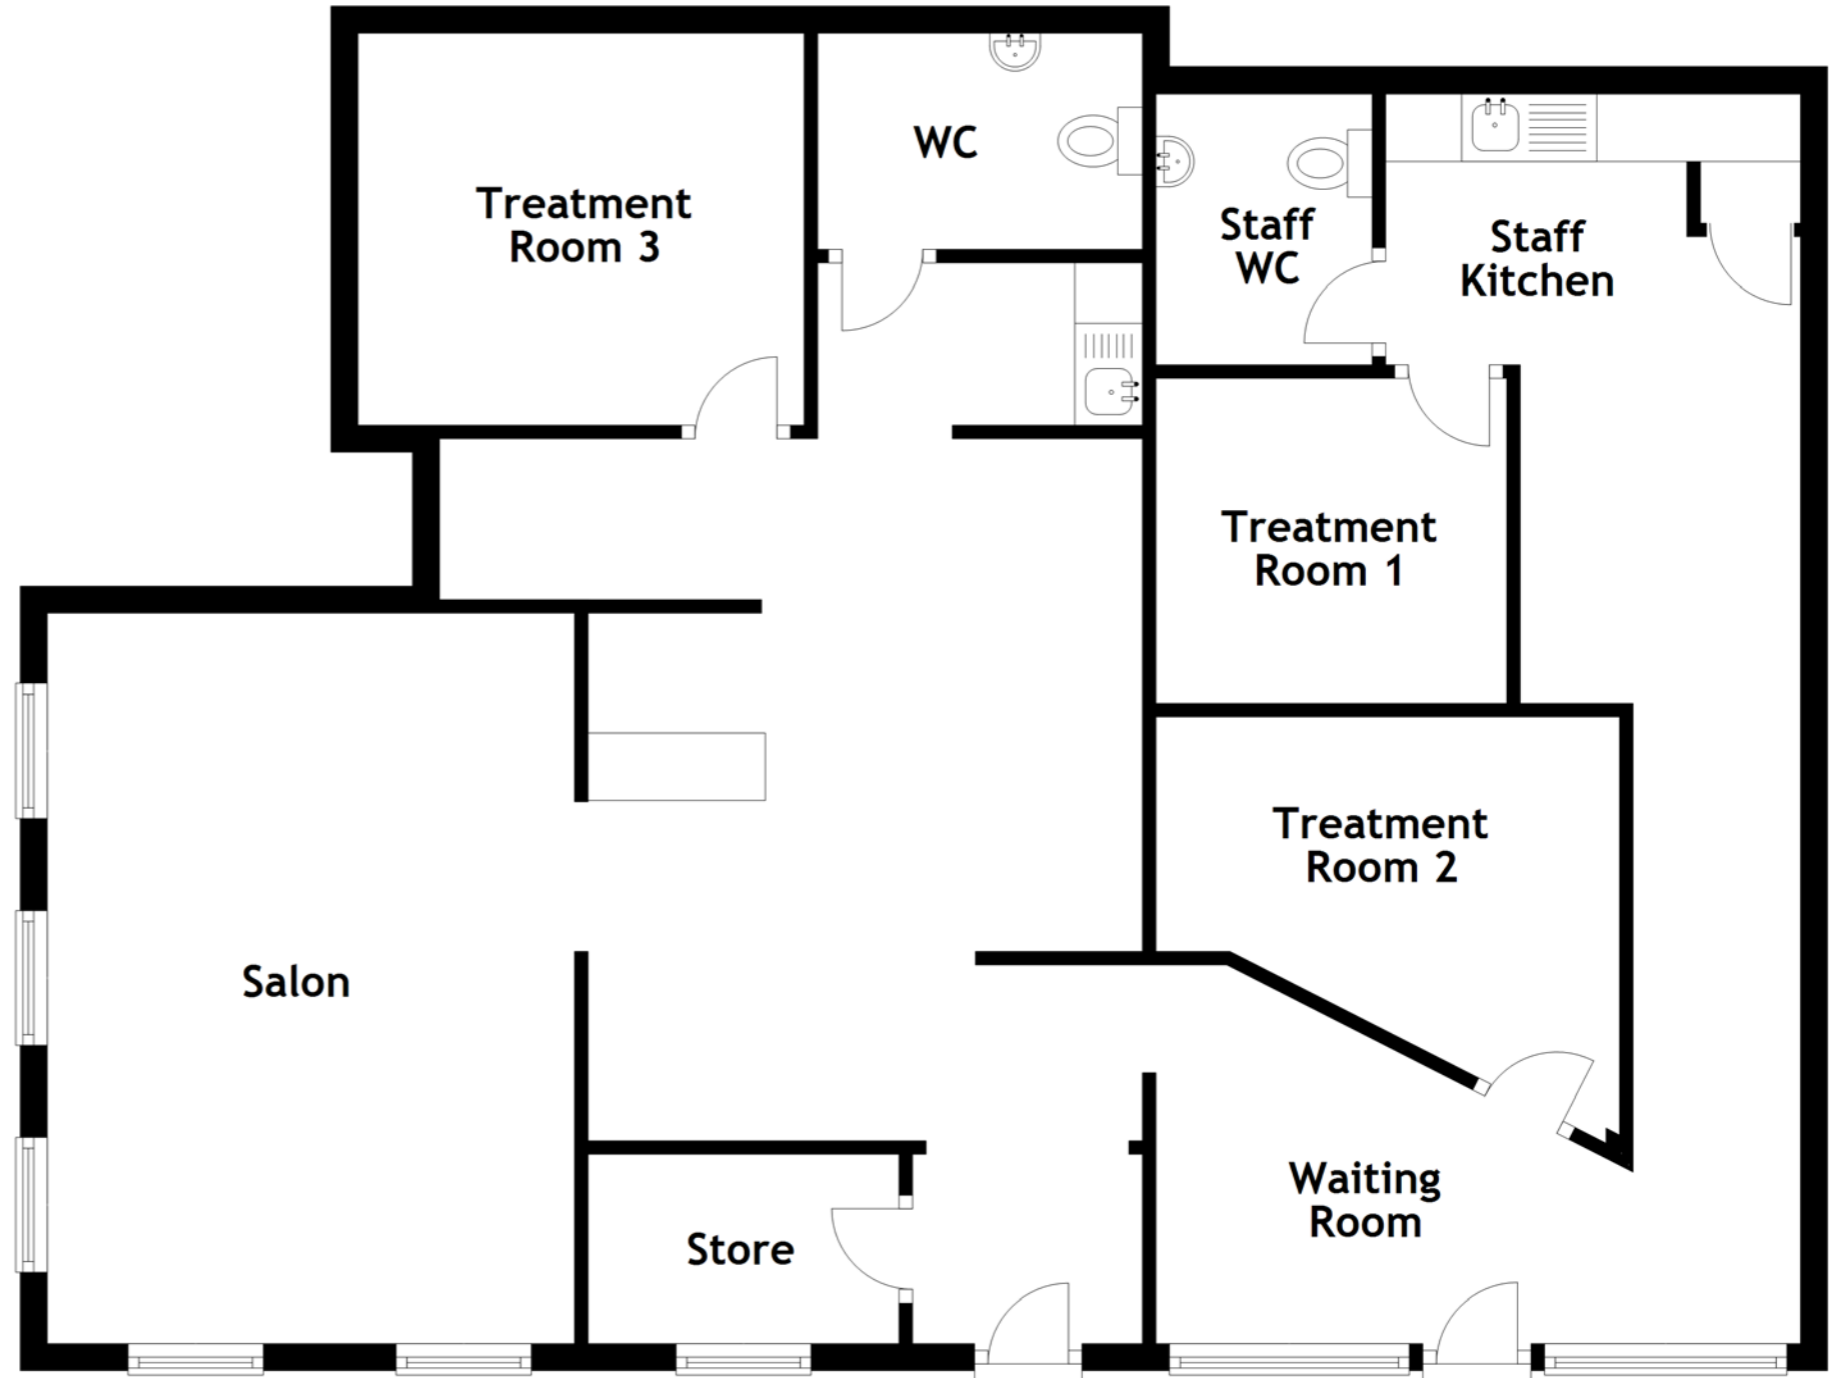 WC
Treatment
Room 3
Staff
WC
Staff
Kitchen
Treatment
Room 1
Treatment
Room 2
Salon
Waiting
Room
Store